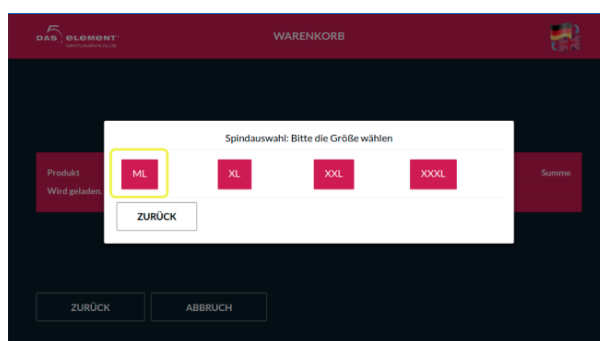 DAS 5 ELEMENT
WARENKORB
Spindauswahl: Bitte die Größe wählen
Produkt
ML
XL
XXL
XXXL
Summe
Wird geladen.
ZURÜCK
ZURÜCK
ABBRUCH